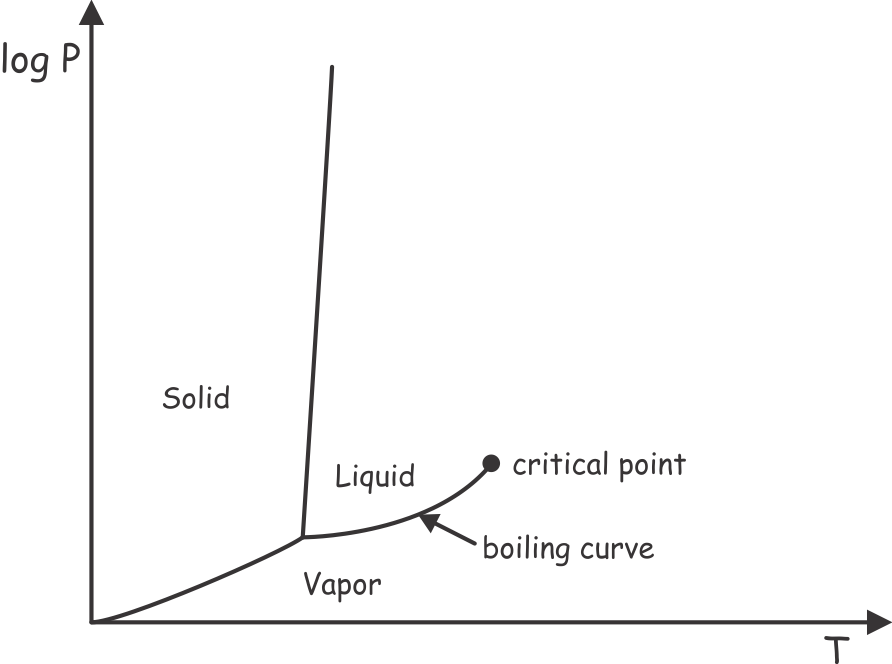 log P
Solid
Liquid
critical point
boiling curve
Vapor
T